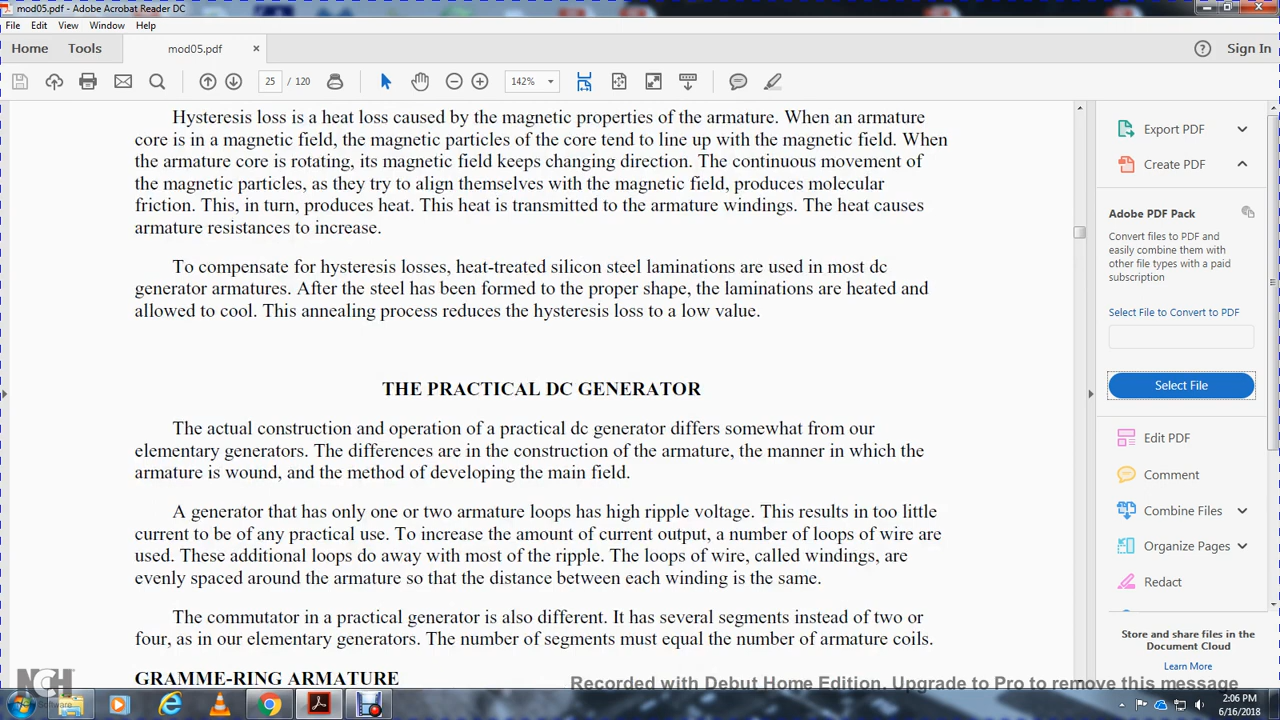 mod05.pdf - Adobe Acrobat Reader DC
File Edit View Window Help
Home Tools mod05.pdf × Sign In
25 / 120 142%
Hysteresis loss is a heat loss caused by the magnetic properties of the armature. When an armature
core is in a magnetic field, the magnetic particles of the core tend to line up with the magnetic field. When
the armature core is rotating, its magnetic field keeps changing direction. The continuous movement of
the magnetic particles, as they try to align themselves with the magnetic field, produces molecular
friction. This, in turn, produces heat. This heat is transmitted to the armature windings. The heat causes
armature resistances to increase.
To compensate for hysteresis losses, heat-treated silicon steel laminations are used in most dc
generator armatures. After the steel has been formed to the proper shape, the laminations are heated and
allowed to cool. This annealing process reduces the hysteresis loss to a low value.
THE PRACTICAL DC GENERATOR
The actual construction and operation of a practical dc generator differs somewhat from our
elementary generators. The differences are in the construction of the armature, the manner in which the
armature is wound, and the method of developing the main field.
A generator that has only one or two armature loops has high ripple voltage. This results in too little
current to be of any practical use. To increase the amount of current output, a number of loops of wire are
used. These additional loops do away with most of the ripple. The loops of wire, called windings, are
evenly spaced around the armature so that the distance between each winding is the same.
The commutator in a practical generator is also different. It has several segments instead of two or
four, as in our elementary generators. The number of segments must equal the number of armature coils.
GRAMME-RING ARMATURE
Export PDF
Create PDF
Adobe PDF Pack
Convert files to PDF and
easily combine them with
other file types with a paid
subscription
Select File to Convert to PDF
Select File
Edit PDF
Comment
Combine Files
Organize Pages
Redact
Store and share files in the
Document Cloud
Learn More
NCH
Software
Recorded with Debut Home Edition. Upgrade to Pro to remove this message
2:06 PM
6/16/2018